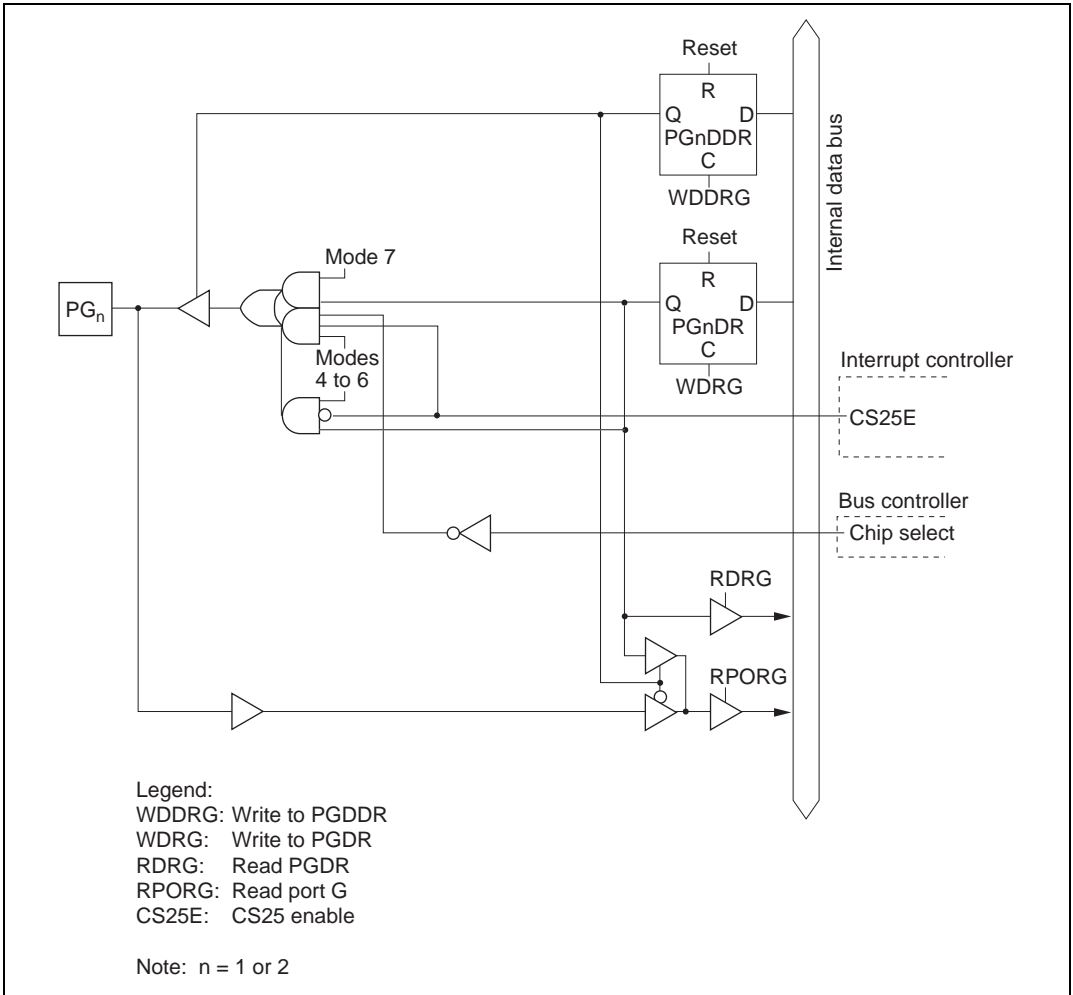 Reset
R
Q D
PGnDDR
C
WDDRG
Internal data bus
Reset
Mode 7
R
Q D
PGnDR
C
WDRG
PGn
Modes
4 to 6
Interrupt controller
CS25E
Bus controller
Chip select
RDRG
RPORG
Legend:
WDDRG: Write to PGDDR
WDRG: Write to PGDR
RDRG: Read PGDR
RPORG: Read port G
CS25E: CS25 enable
Note: n = 1 or 2